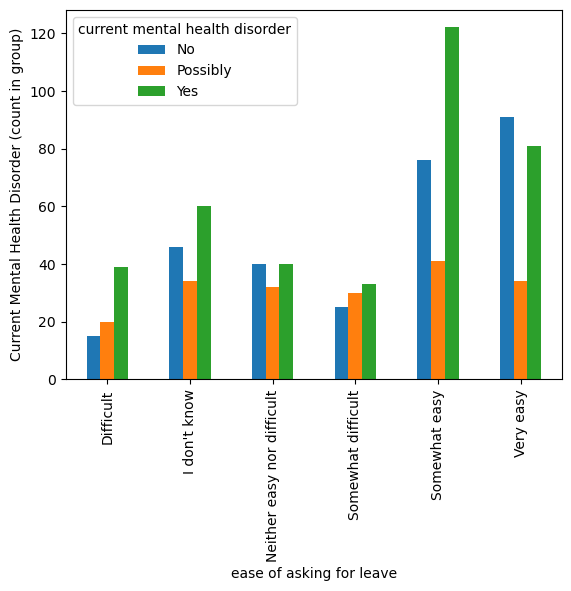 current mental health disorder
No
Possibly
Yes
Current Mental Health Disorder (count in group)
120
100
80
60
40
20
0
Difficult
I don't know
Neither easy nor difficult
Somewhat difficult
Somewhat easy
Very easy
ease of asking for leave